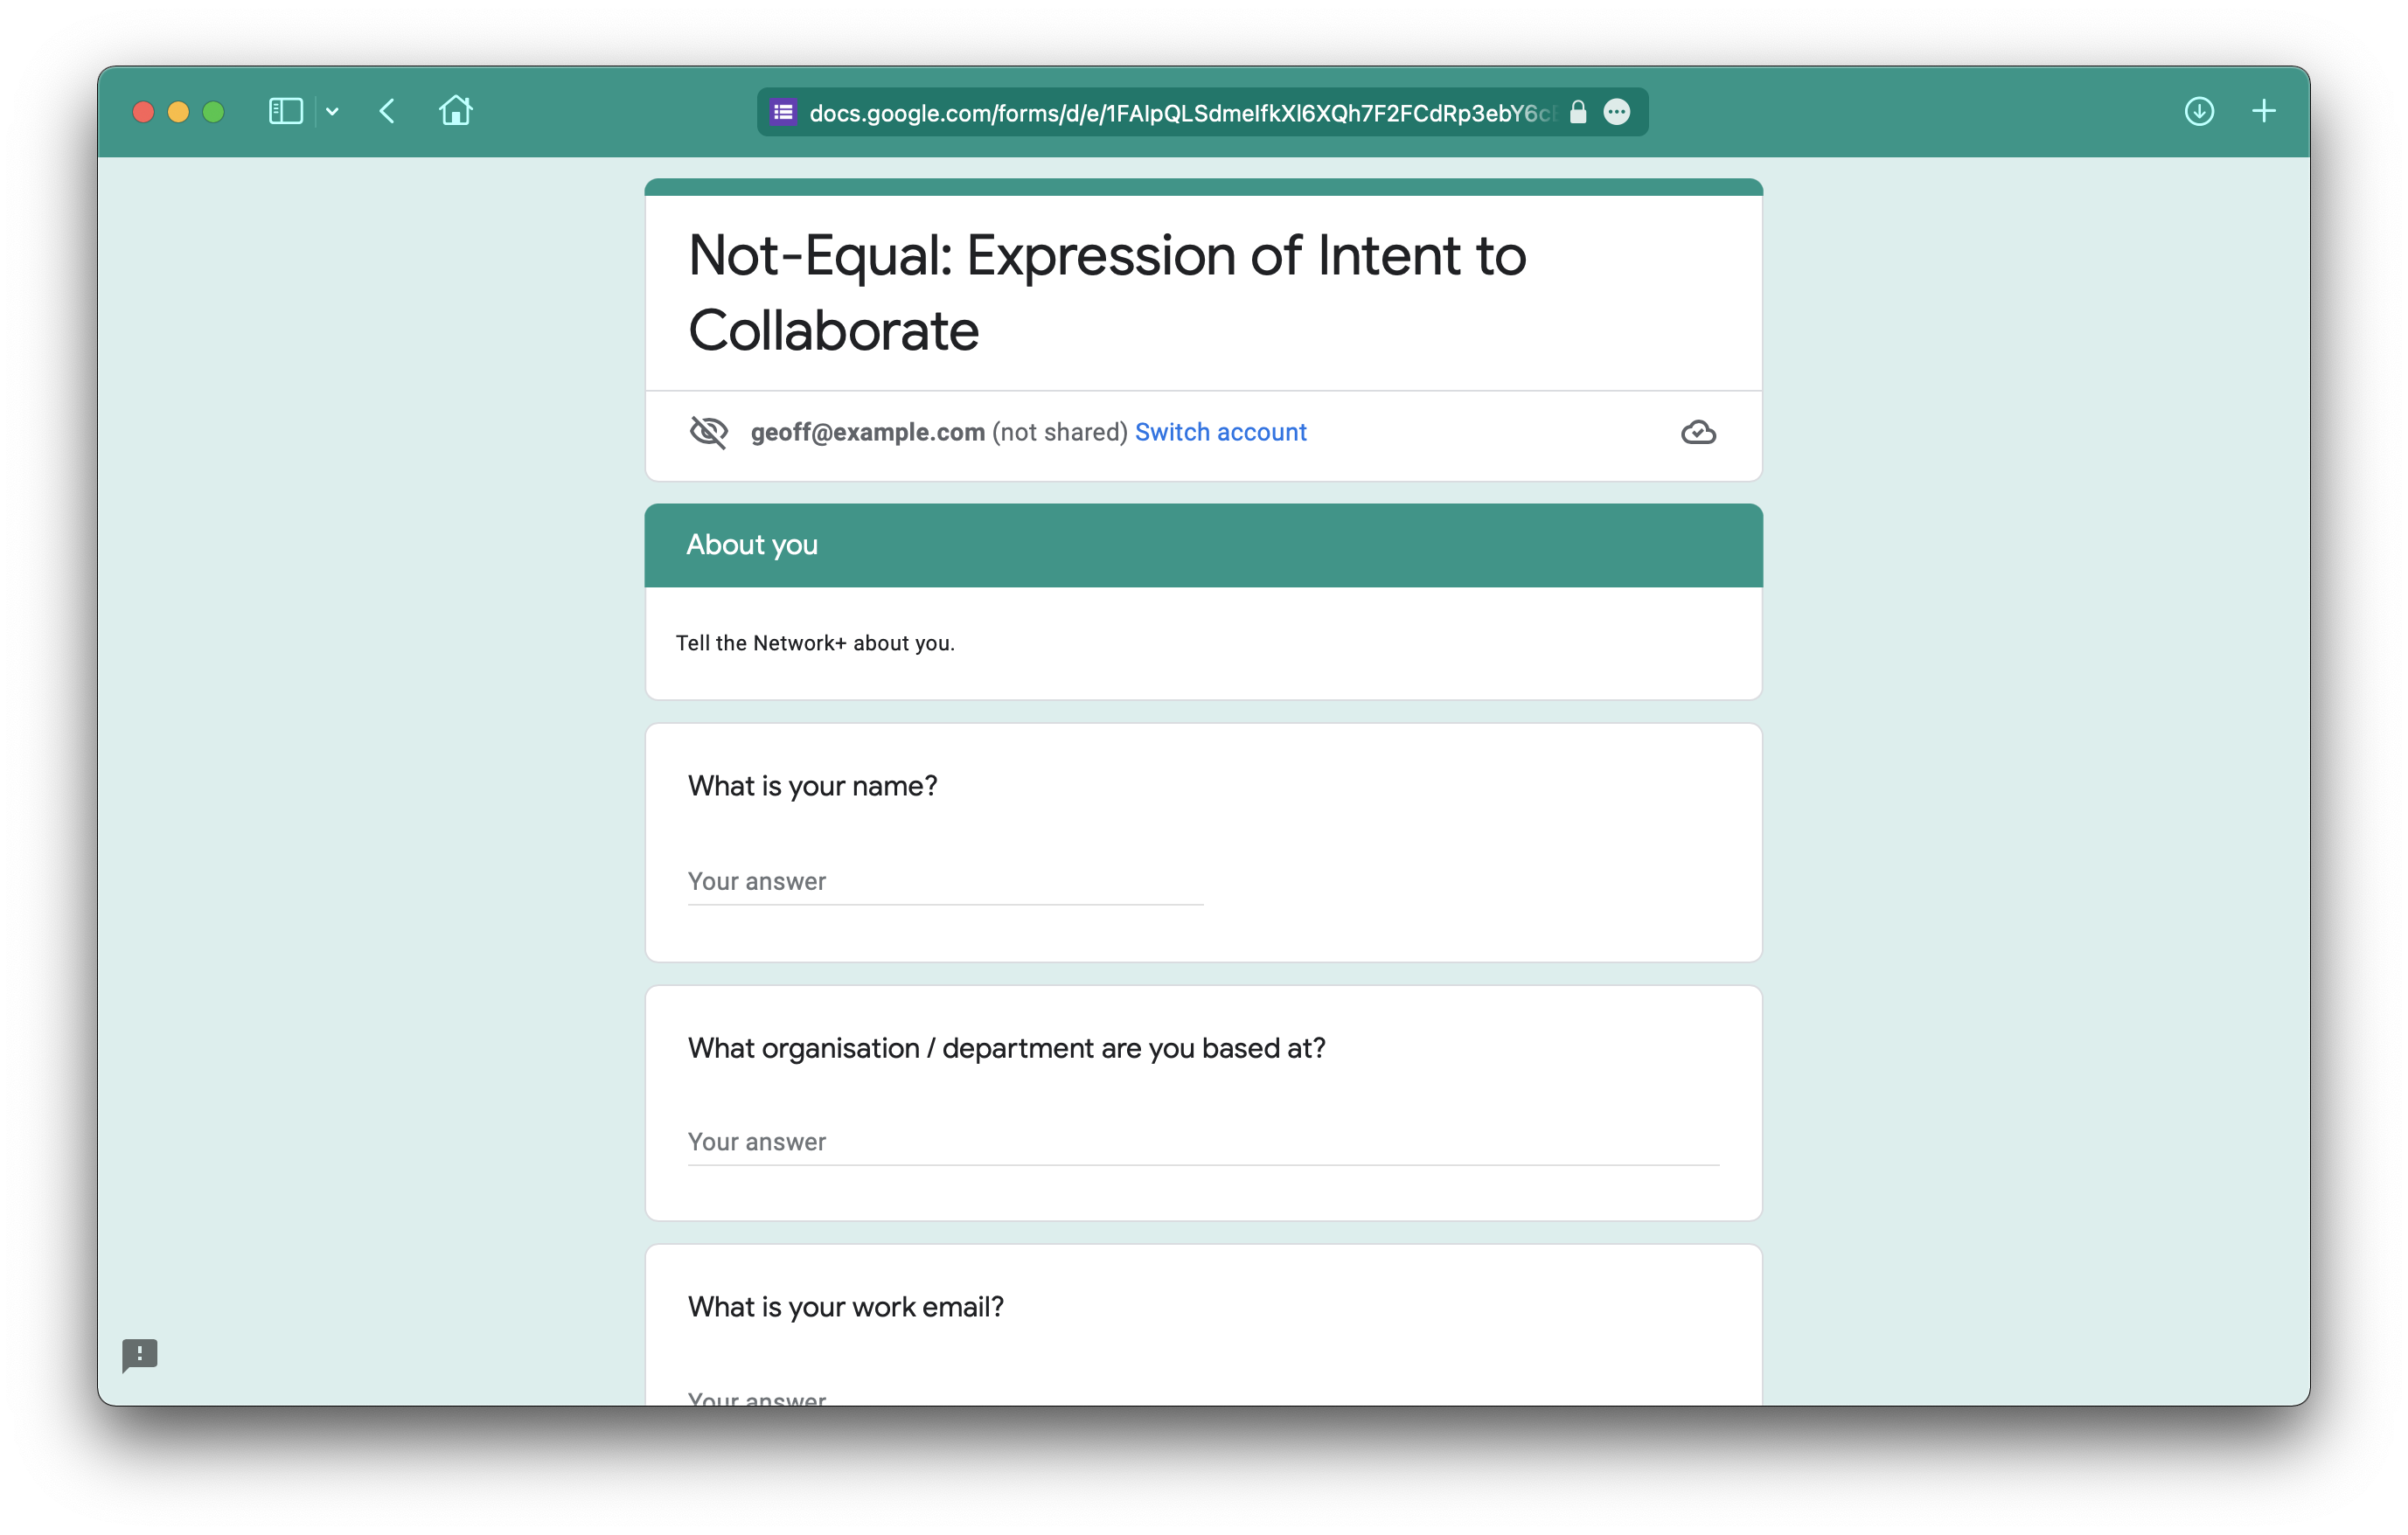 docs.google.com/forms/d/e/1FAIpQLSdmeIfkXl6XQh7F2FCdRp3ebY6c
Not-Equal: Expression of Intent to
Collaborate
geoff@example.com (not shared) Switch account
About you
Tell the Network+ about you.
What is your name?
Your answer
What organisation / department are you based at?
Your answer
What is your work email?
Your answer